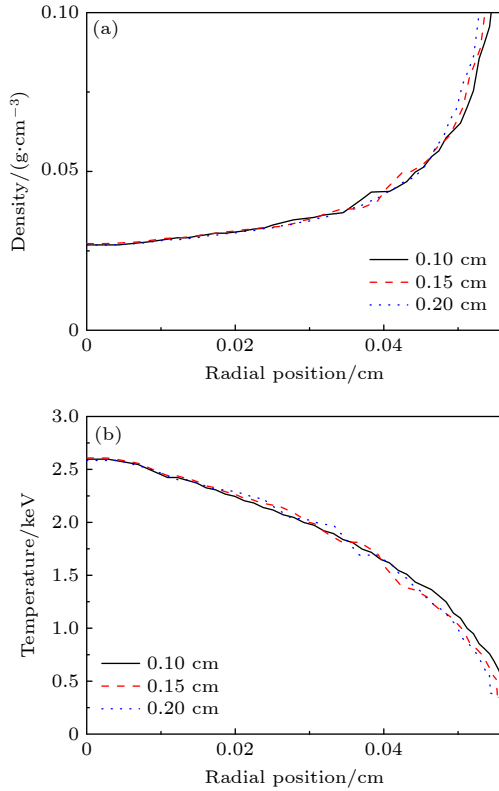 0.10
(a)
Density/(g·cm⁻³)
0.05
0.10 cm
0.15 cm
0.20 cm
0
0 0.02 0.04
Radial position/cm
3.0
(b)
2.5
2.0
Temperature/keV
1.5
1.0
0.10 cm
0.15 cm
0.5
0.20 cm
0
0 0.02 0.04
Radial position/cm